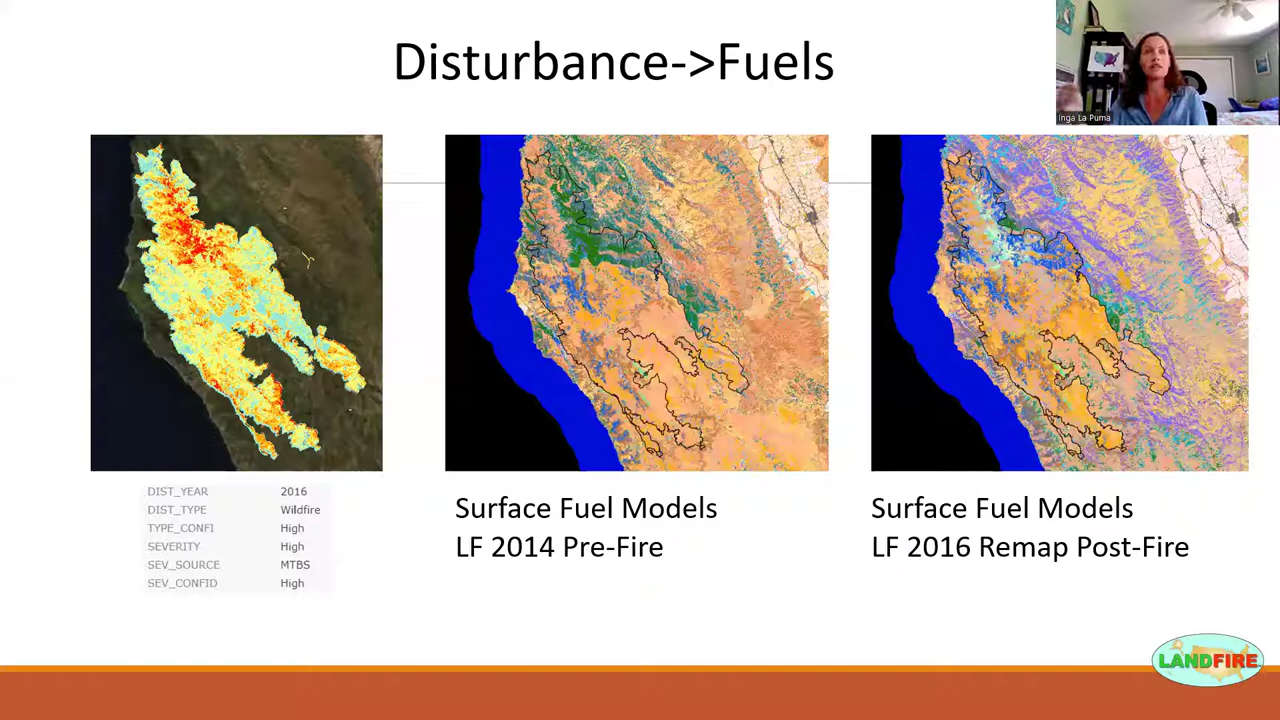 Disturbance->Fuels
Inga La Puma
DIST_YEAR 2016
DIST_TYPE Wildfire
TYPE_CONFI High
SEVERITY High
SEV_SOURCE MTBS
SEV_CONFID High
Surface Fuel Models
LF 2014 Pre-Fire
Surface Fuel Models
LF 2016 Remap Post-Fire
LANDFIRE